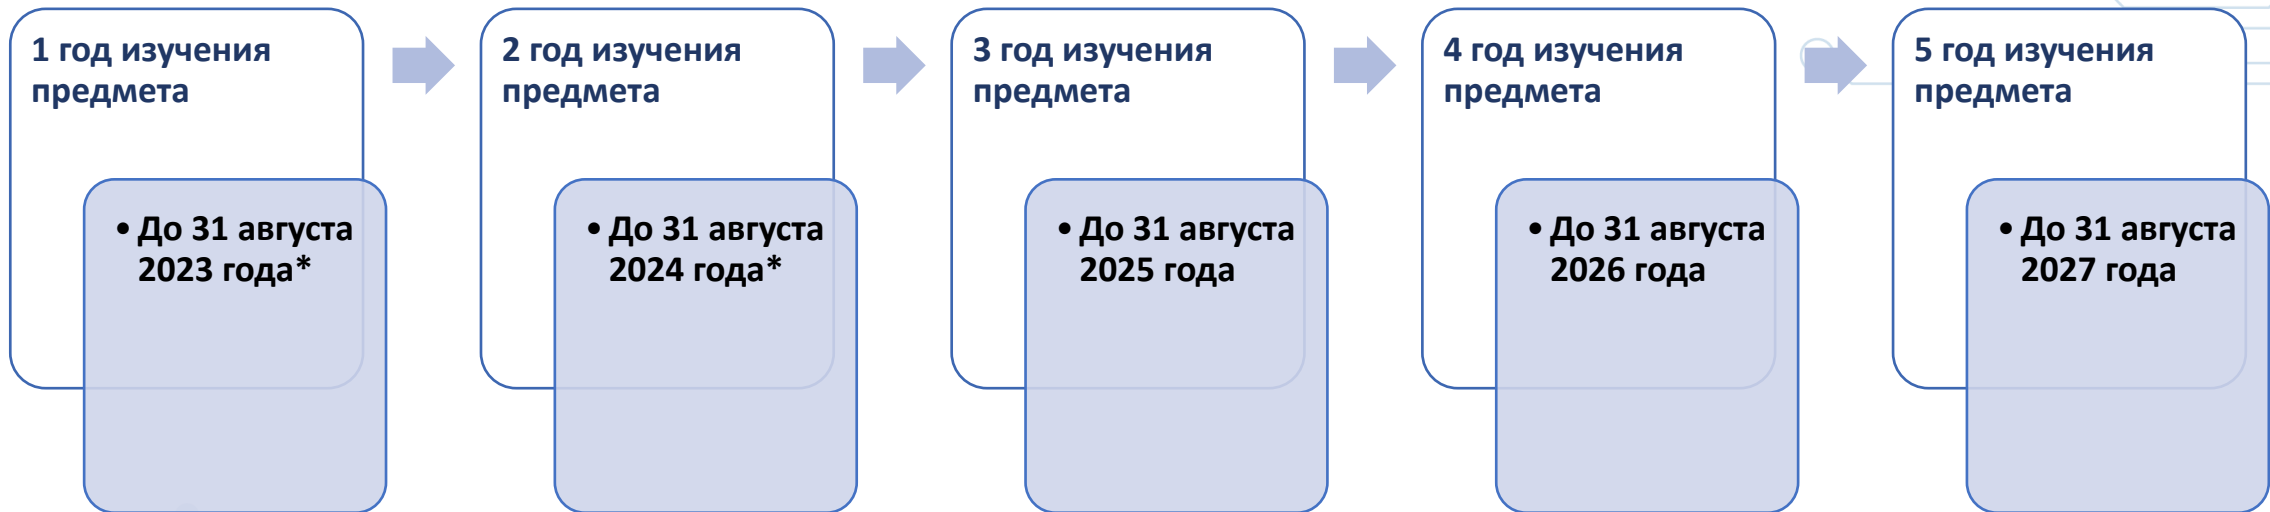 1 год изучения
предмета
• До 31 августа
2023 года*
2 год изучения
предмета
• До 31 августа
2024 года*
3 год изучения
предмета
• До 31 августа
2025 года
4 год изучения
предмета
• До 31 августа
2026 года
5 год изучения
предмета
• До 31 августа
2027 года